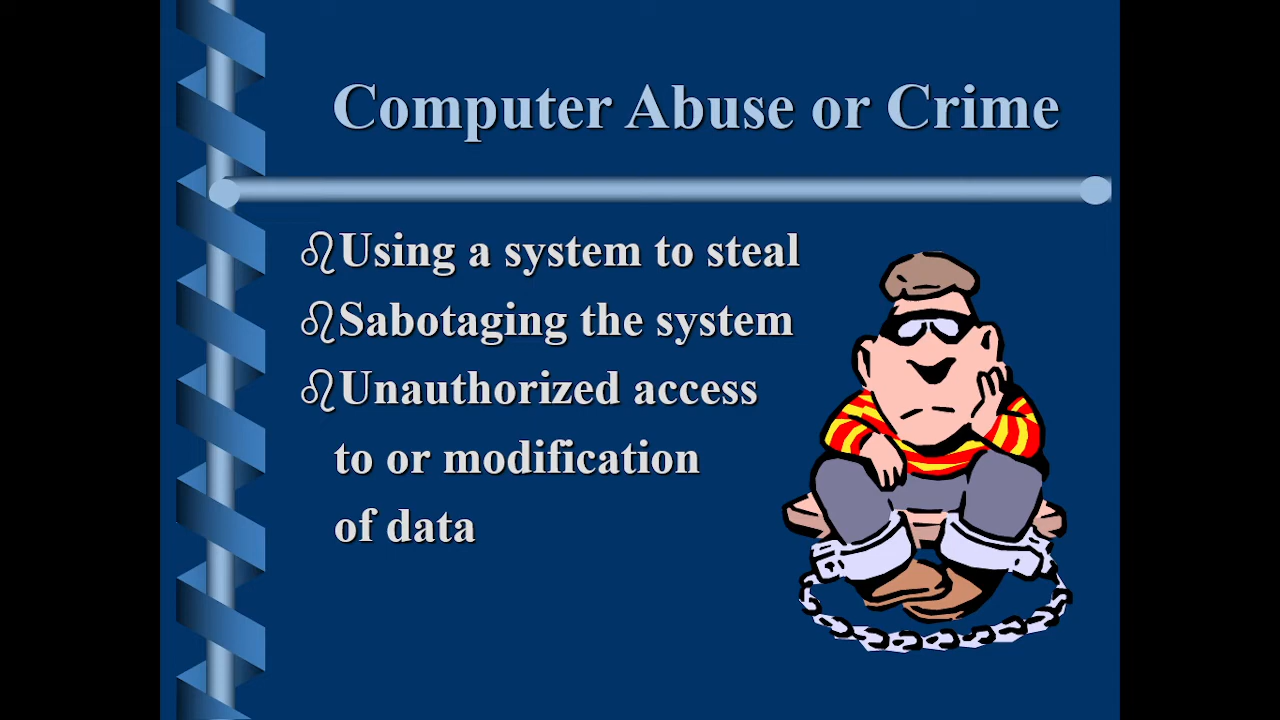 Computer Abuse or Crime
♌Using a system to steal
♌Sabotaging the system
♌Unauthorized access
to or modification
of data